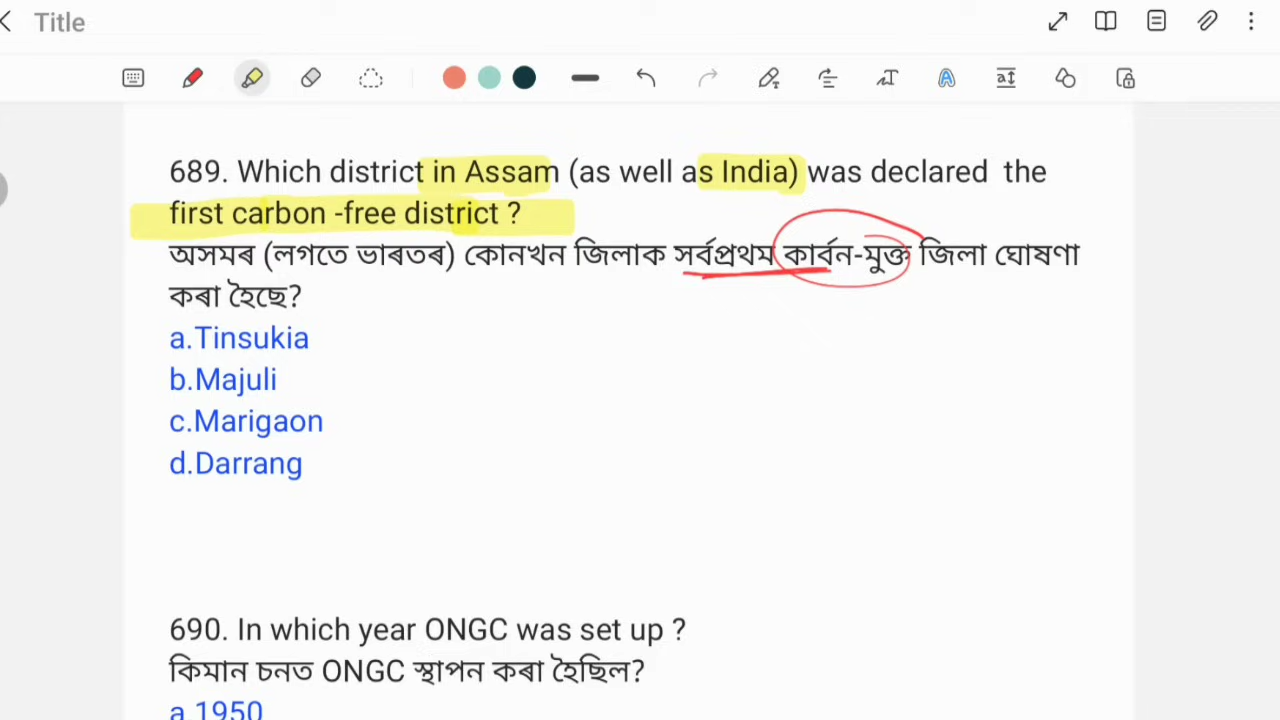 Title
689. Which district in Assam (as well as India) was declared the
first carbon -free district ?
অসমৰ (লগতে ভাৰতৰ) কোনখন জিলাক সৰ্বপ্ৰথম কাৰ্বন-মুক্ত জিলা ঘোষণা
কৰা হৈছে?
a.Tinsukia
b.Majuli
c.Marigaon
d.Darrang
690. In which year ONGC was set up ?
কিমান চনত ONGC স্থাপন কৰা হৈছিল?
a.1950